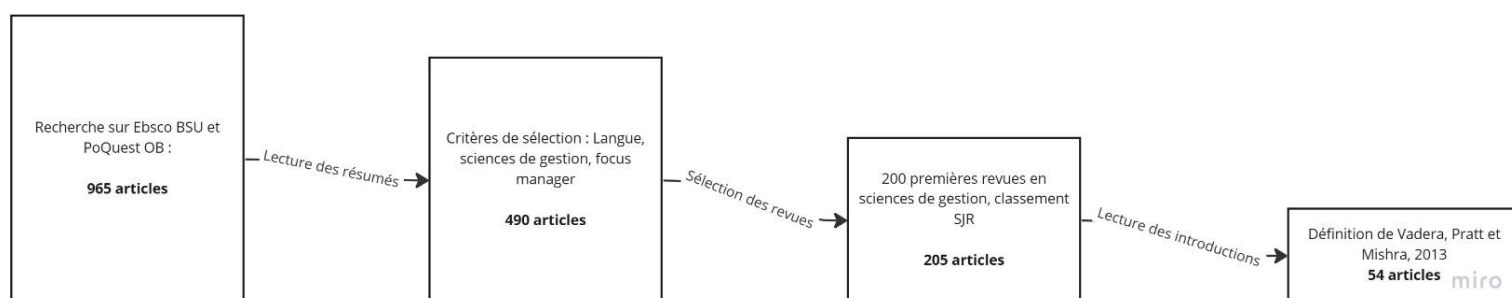 Recherche sur Ebsco BSU et
PoQuest OB :
965 articles
Lecture des résumés
Critères de sélection : Langue,
sciences de gestion, focus
manager
490 articles
Sélection des revues
200 premières revues en
sciences de gestion, classement
SJR
205 articles
Lecture des introductions
Définition de Vadera, Pratt et
Mishra, 2013
54 articles
miro